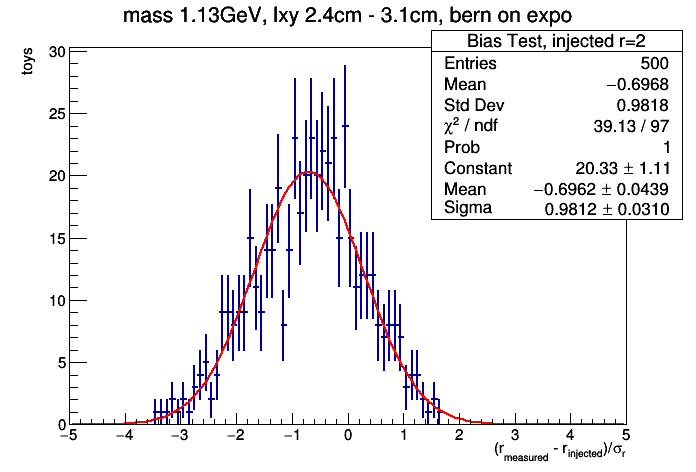 mass 1.13GeV, lxy 2.4cm - 3.1cm, bern on expo
Bias Test, injected r=2
Entries 500
Mean −0.6968
Std Dev 0.9818
χ² / ndf 39.13 / 97
Prob 1
Constant 20.33 ± 1.11
Mean −0.6962 ± 0.0439
Sigma 0.9812 ± 0.0310
toys
30
25
20
15
10
5
0
−5 −4 −3 −2 −1 0 1 2 3 4 5
(r_measured - r_injected)/σ_r